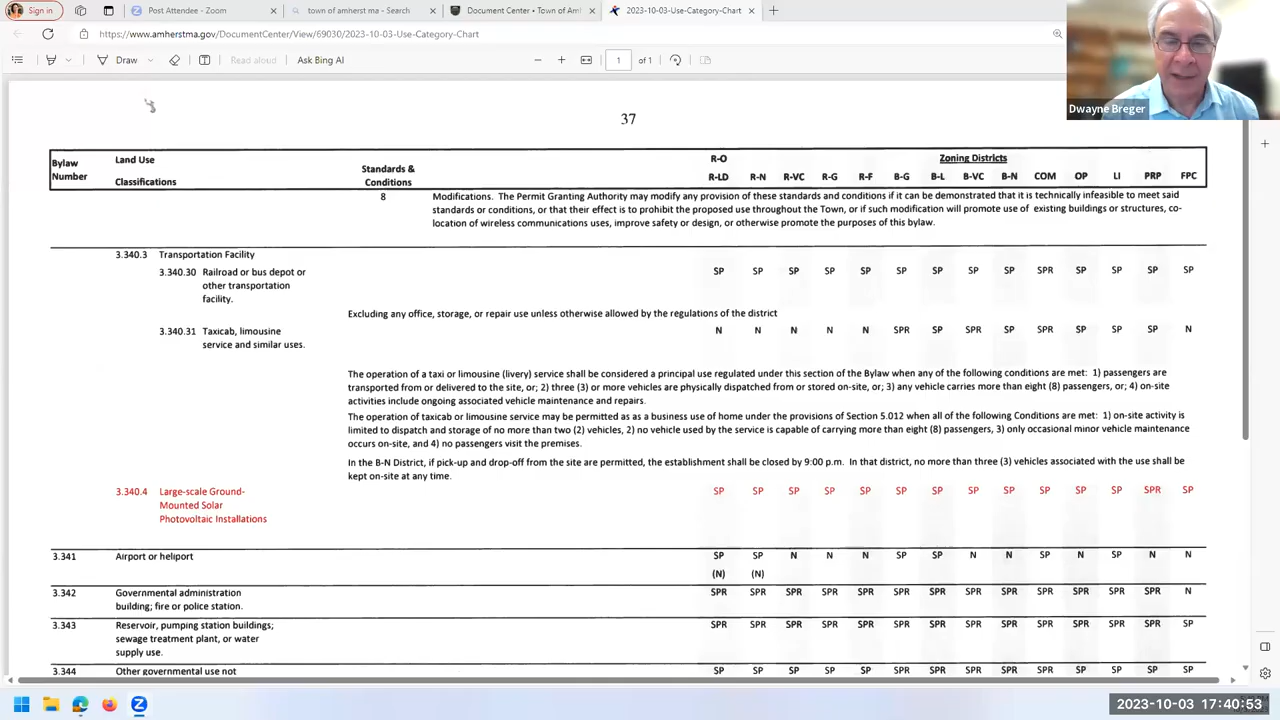 Sign in
Post Attendee - Zoom
town of amherst ma - Search
Document Center • Town of Amh
2023-10-03-Use-Category-Chart
https://www.amherstma.gov/DocumentCenter/View/69030/2023-10-03-Use-Category-Chart
Draw
Read aloud
Ask Bing AI
1 of 1
Dwayne Breger
37
Bylaw Number Land Use Classifications Standards & Conditions Zoning Districts
R-O R-LD R-N R-VC R-G R-F B-G B-L B-VC B-N COM OP LI PRP FPC
8 Modifications. The Permit Granting Authority may modify any provision of these standards and conditions if it can be demonstrated that it is technically infeasible to meet said
standards or conditions, or that their effect is to prohibit the proposed use throughout the Town, or if such modification will promote use of existing buildings or structures, co-
location of wireless communications uses, improve safety or design, or otherwise promote the purposes of this bylaw.
3.340.3 Transportation Facility
3.340.30 Railroad or bus depot or SP SP SP SP SP SP SP SP SP SPR SP SP SP SP
other transportation
facility.
Excluding any office, storage, or repair use unless otherwise allowed by the regulations of the district
3.340.31 Taxicab, limousine N N N N N SPR SP SPR SP SPR SP SP SP N
service and similar uses.
The operation of a taxi or limousine (livery) service shall be considered a principal use regulated under this section of the Bylaw when any of the following conditions are met: 1) passengers are
transported from or delivered to the site, or; 2) three (3) or more vehicles are physically dispatched from or stored on-site, or; 3) any vehicle carries more than eight (8) passengers, or; 4) on-site
activities include ongoing associated vehicle maintenance and repairs.
The operation of taxicab or limousine service may be permitted as as a business use of home under the provisions of Section 5.012 when all of the following Conditions are met: 1) on-site activity is
limited to dispatch and storage of no more than two (2) vehicles, 2) no vehicle used by the service is capable of carrying more than eight (8) passengers, 3) only occasional minor vehicle maintenance
occurs on-site, and 4) no passengers visit the premises.
In the B-N District, if pick-up and drop-off from the site are permitted, the establishment shall be closed by 9:00 p.m. In that district, no more than three (3) vehicles associated with the use shall be
kept on-site at any time.
3.340.4 Large-scale Ground- SP SP SP SP SP SP SP SP SP SP SP SP SPR SP
Mounted Solar
Photovoltaic Installations
3.341 Airport or heliport SP SP N N N SP SP N N SP N SP N N
(N) (N)
3.342 Governmental administration SPR SPR SPR SPR SPR SPR SPR SPR SPR SPR SPR SPR SPR N
building; fire or police station.
3.343 Reservoir, pumping station buildings; SPR SPR SPR SPR SPR SPR SPR SPR SPR SPR SPR SPR SPR SP
sewage treatment plant, or water
supply use.
3.344 Other governmental use not SP SP SP SP SP SPR SPR SPR SPR SPR SP SP SP SP
2023-10-03 17:40:53